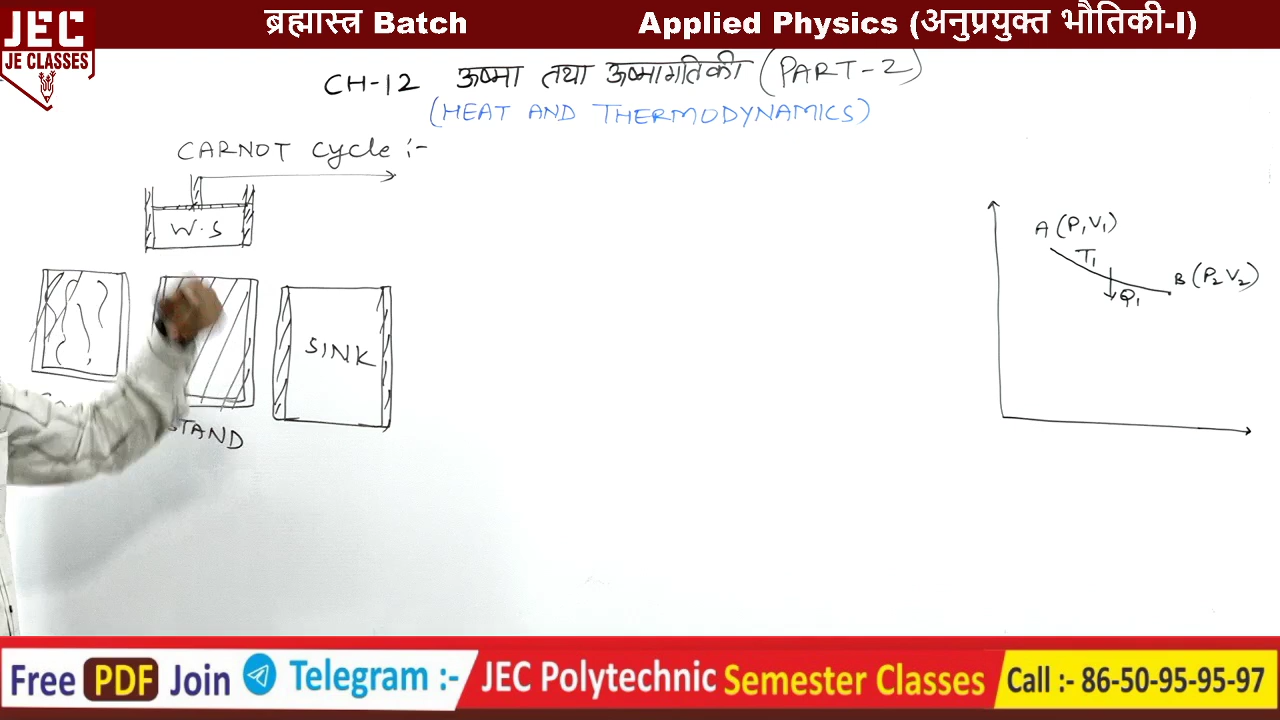 JEC
JE CLASSES
ब्रह्मास्त्र Batch
Applied Physics (अनुप्रयुक्त भौतिकी-I)
CH-12 ऊष्मा तथा ऊष्मागतिकी (PART-2)
(HEAT AND THERMODYNAMICS)
CARNOT Cycle :-
W.S
SINK
STAND
A (P₁V₁)
T₁
Q₁
B (P₂ V₂)
Free PDF Join Telegram :- JEC Polytechnic Semester Classes Call :- 86-50-95-95-97